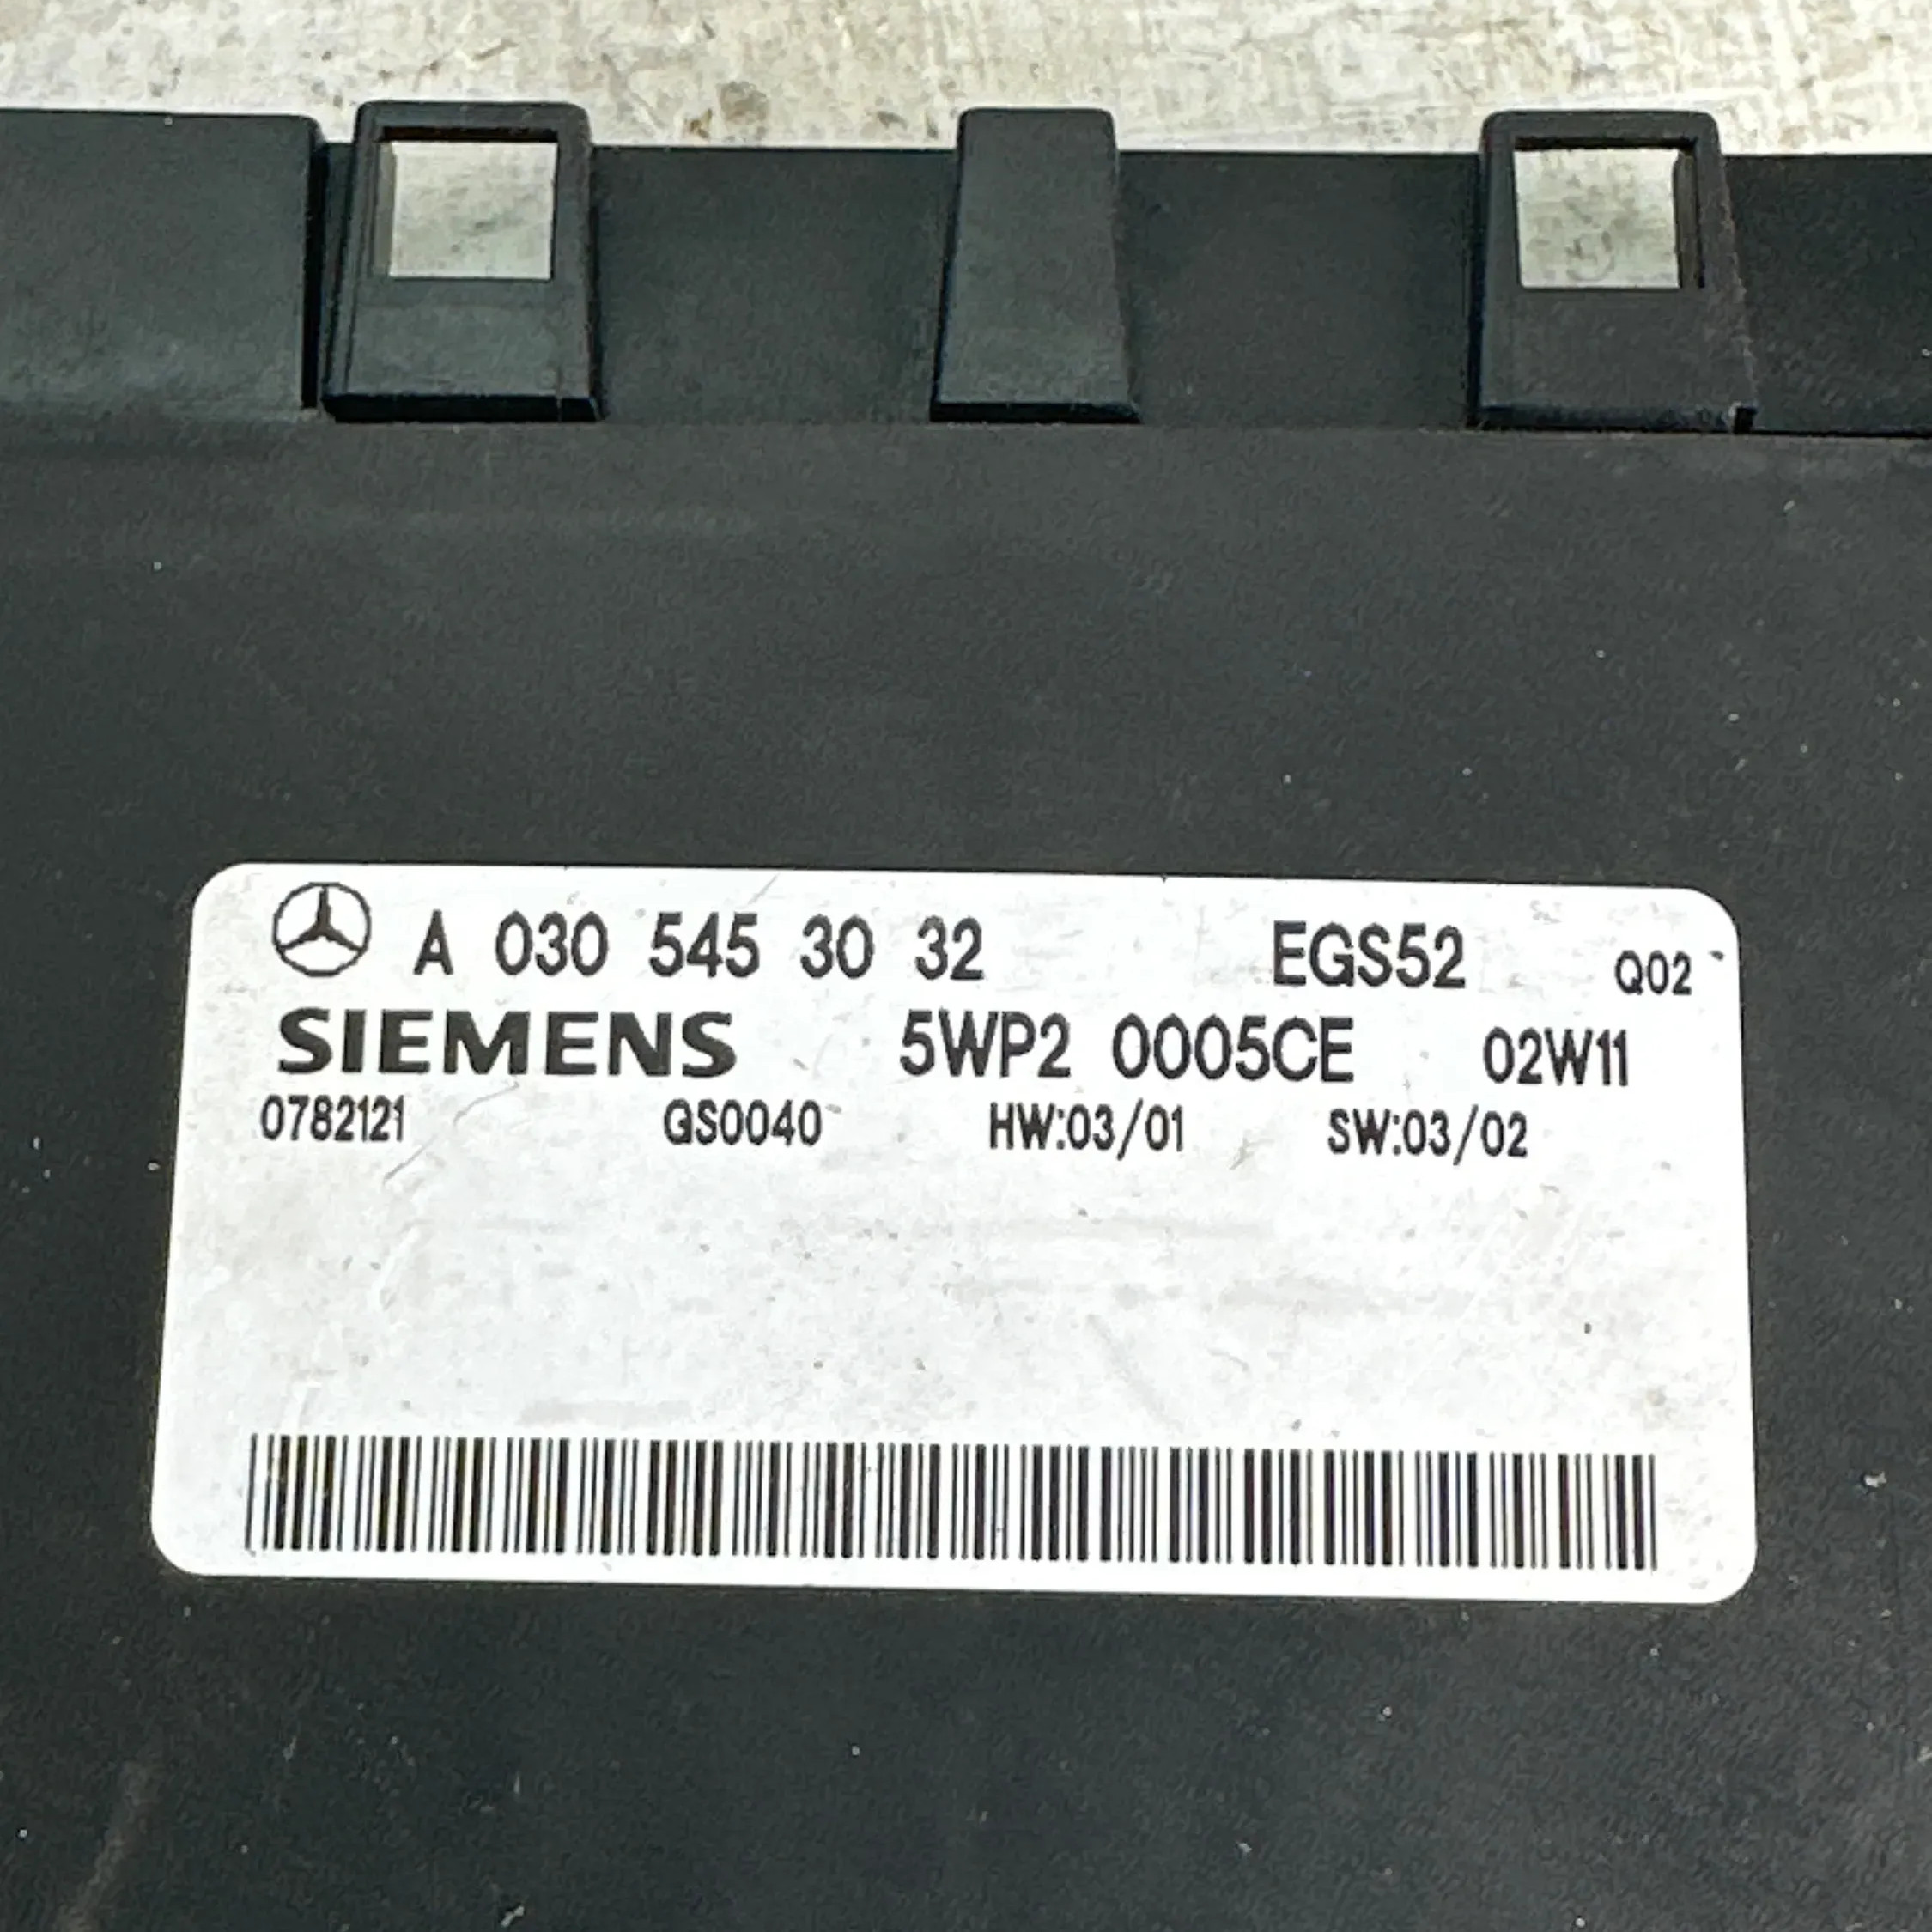 A 030 545 30 32 EGS52 Q02
SIEMENS 5WP2 0005CE 02W11
0782121 GS0040 HW:03/01 SW:03/02